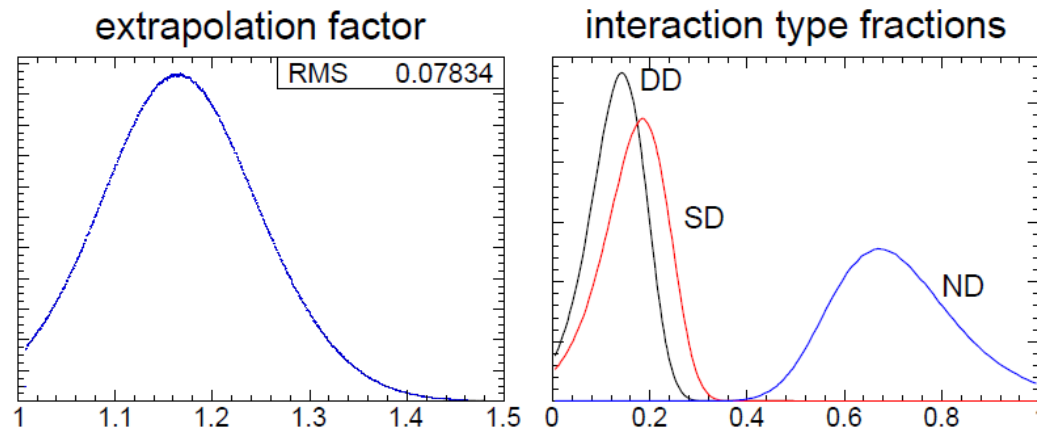 extrapolation factor
RMS 0.07834
1 1.1 1.2 1.3 1.4 1.5
interaction type fractions
DD
SD
ND
0 0.2 0.4 0.6 0.8